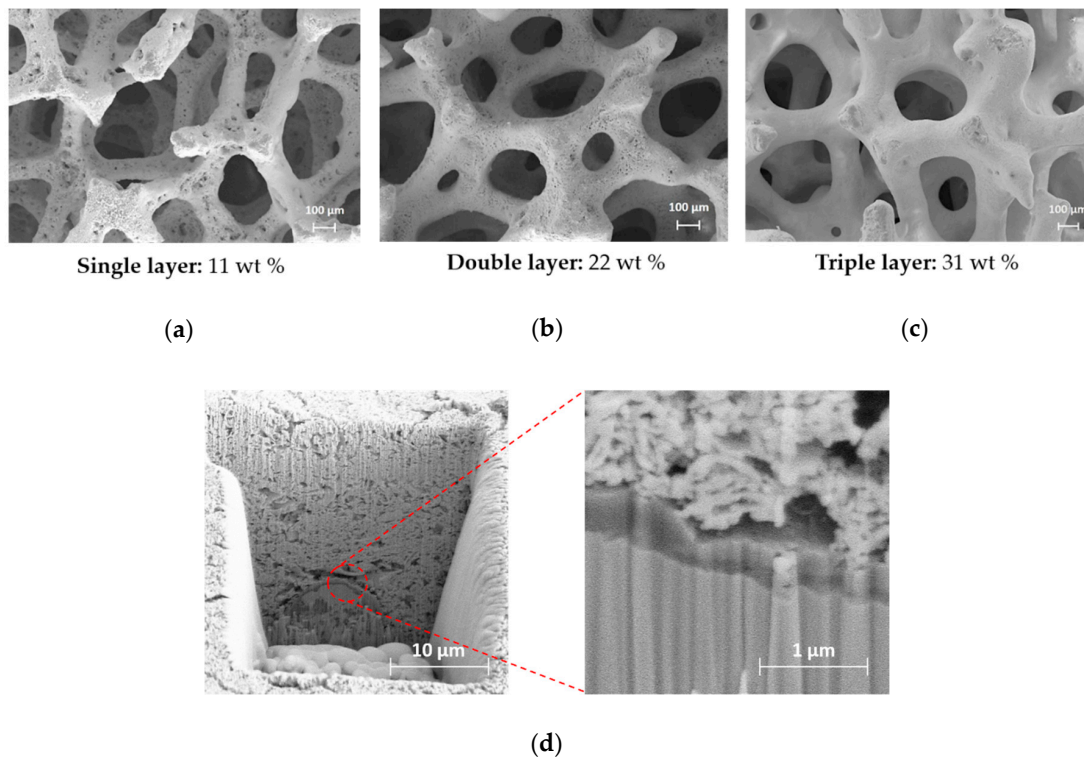 100 µm
100 µm
100 µm
Single layer: 11 wt %
Double layer: 22 wt %
Triple layer: 31 wt %
(a)
(b)
(c)
10 µm
1 µm
(d)